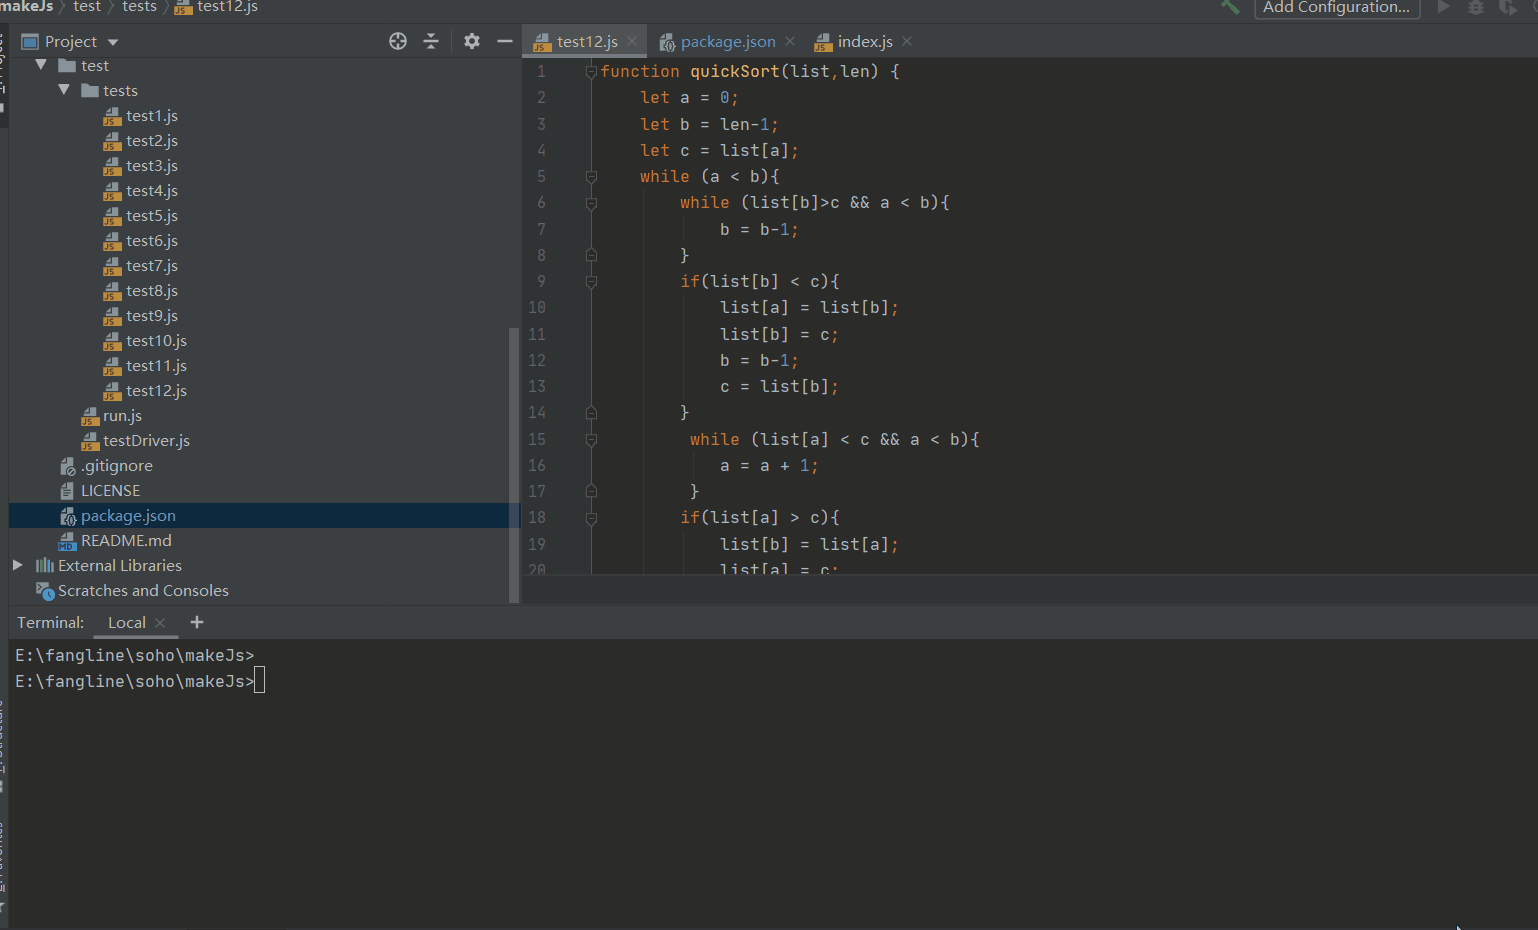 makeJs › test › tests › test12.js
Add Configuration...
Project
test
tests
test1.js
test2.js
test3.js
test4.js
test5.js
test6.js
test7.js
test8.js
test9.js
test10.js
test11.js
test12.js
run.js
testDriver.js
.gitignore
LICENSE
package.json
README.md
External Libraries
Scratches and Consoles
test12.js
package.json
index.js
1 function quickSort(list,len) {
2 let a = 0;
3 let b = len-1;
4 let c = list[a];
5 while (a < b){
6 while (list[b]>c && a < b){
7 b = b-1;
8 }
9 if(list[b] < c){
10 list[a] = list[b];
11 list[b] = c;
12 b = b-1;
13 c = list[b];
14 }
15 while (list[a] < c && a < b){
16 a = a + 1;
17 }
18 if(list[a] > c){
19 list[b] = list[a];
20 list[a] = c;
Terminal: Local
E:\fangline\soho\makeJs>
E:\fangline\soho\makeJs>